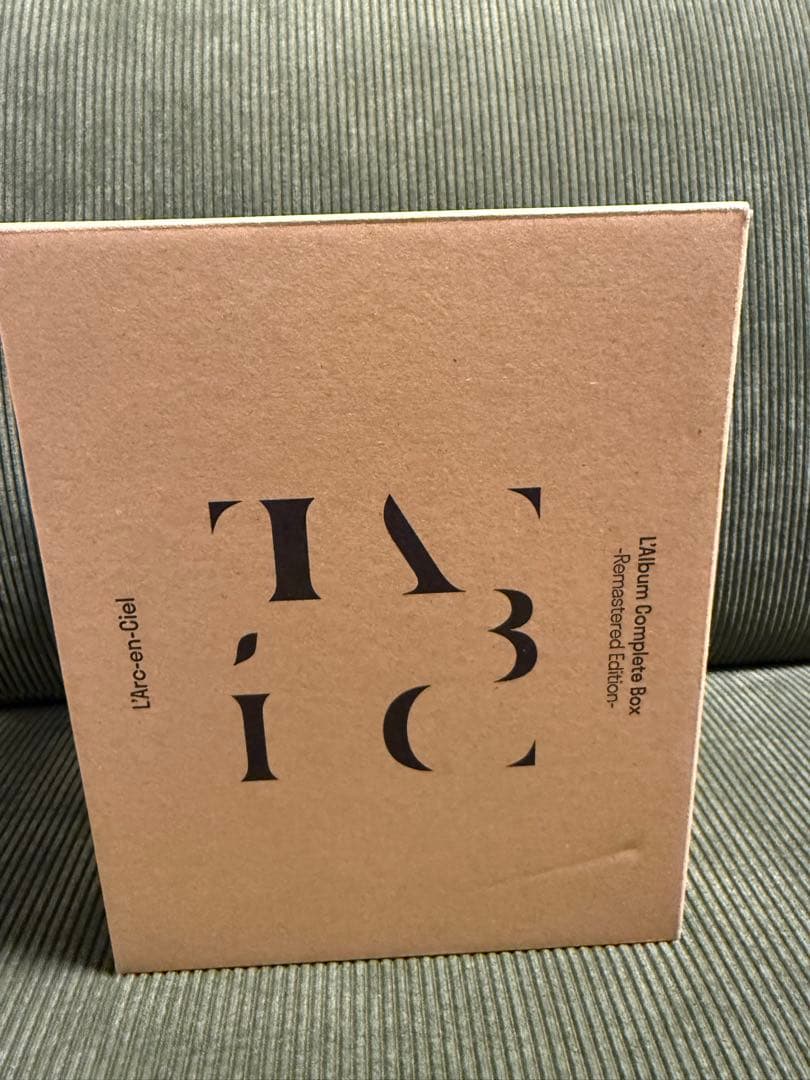 L'Arc-en-Ciel
L'Album Complete Box
-Remastered Edition-